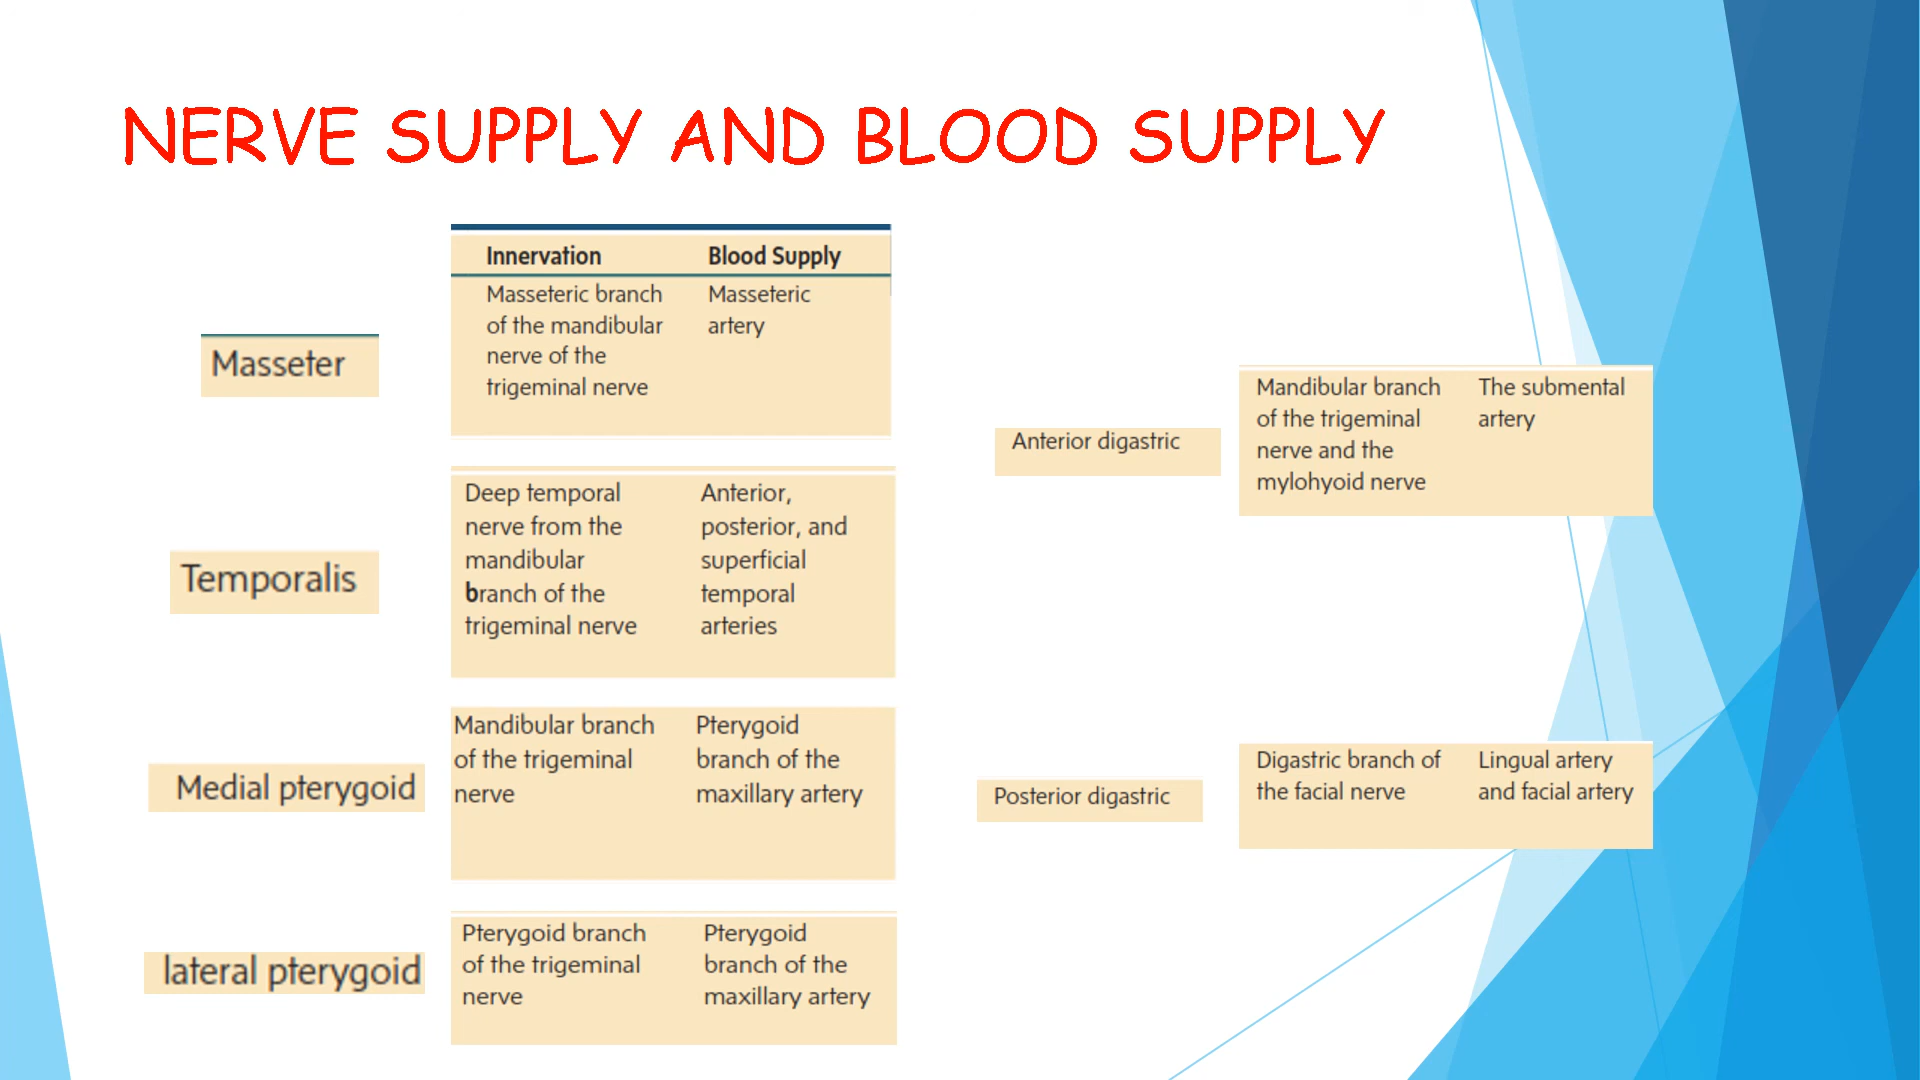 NERVE SUPPLY AND BLOOD SUPPLY
Innervation Blood Supply
Masseter
Masseteric branch
of the mandibular
nerve of the
trigeminal nerve
Masseteric
artery
Temporalis
Deep temporal
nerve from the
mandibular
branch of the
trigeminal nerve
Anterior,
posterior, and
superficial
temporal
arteries
Medial pterygoid
Mandibular branch
of the trigeminal
nerve
Pterygoid
branch of the
maxillary artery
lateral pterygoid
Pterygoid branch
of the trigeminal
nerve
Pterygoid
branch of the
maxillary artery
Anterior digastric
Mandibular branch
of the trigeminal
nerve and the
mylohyoid nerve
The submental
artery
Posterior digastric
Digastric branch of
the facial nerve
Lingual artery
and facial artery